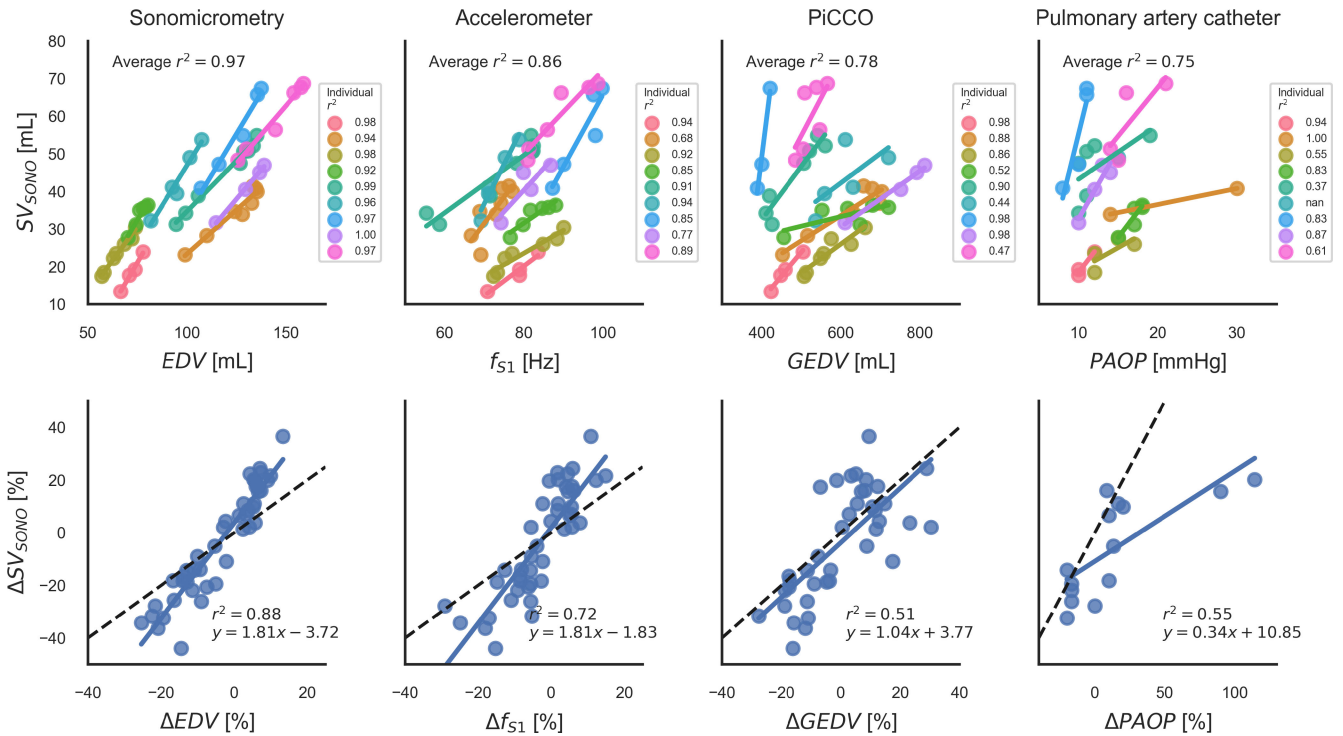 Sonomicrometry
Accelerometer
PiCCO
Pulmonary artery catheter
SV_SONO [mL]
80
70
60
50
40
30
20
10
Average r² = 0.97
Individual
r²
0.98
0.94
0.98
0.92
0.99
0.96
0.97
1.00
0.97
50
100
150
EDV [mL]
Average r² = 0.86
Individual
r²
0.94
0.68
0.92
0.85
0.91
0.94
0.85
0.77
0.89
60
80
100
f_S1 [Hz]
Average r² = 0.78
Individual
r²
0.98
0.88
0.86
0.52
0.90
0.44
0.98
0.98
0.47
400
600
800
GEDV [mL]
Average r² = 0.75
Individual
r²
0.94
1.00
0.55
0.83
0.37
nan
0.83
0.87
0.61
10
20
30
PAOP [mmHg]
ΔSV_SONO [%]
40
20
0
−20
−40
r² = 0.88
y = 1.81x − 3.72
−40
−20
0
20
ΔEDV [%]
r² = 0.72
y = 1.81x − 1.83
−40
−20
0
20
Δf_S1 [%]
r² = 0.51
y = 1.04x + 3.77
−40
−20
0
20
40
ΔGEDV [%]
r² = 0.55
y = 0.34x + 10.85
0
50
100
ΔPAOP [%]